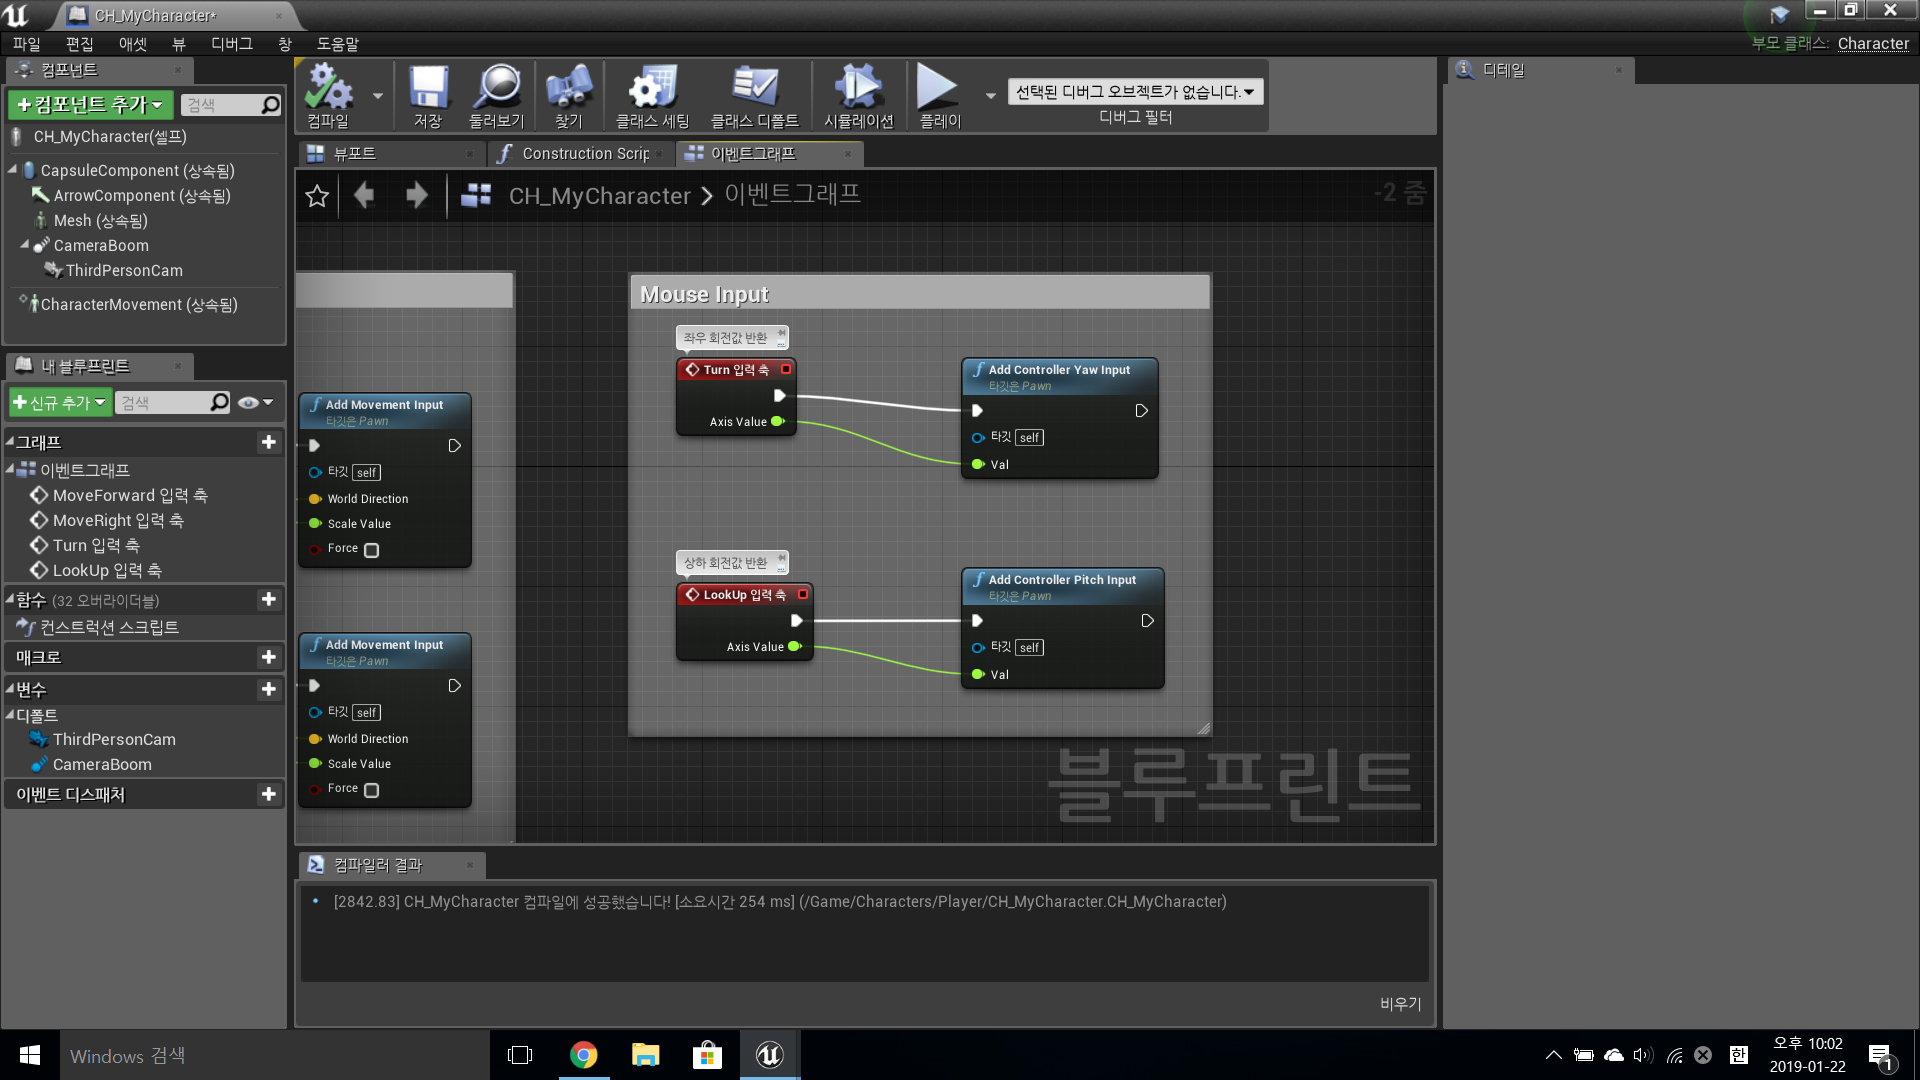 CH_MyCharacter*
파일 편집 애셋 뷰 디버그 창 도움말
부모 클래스: Character
컴포넌트
+컴포넌트 추가
검색
CH_MyCharacter(셀프)
CapsuleComponent (상속됨)
ArrowComponent (상속됨)
Mesh (상속됨)
CameraBoom
ThirdPersonCam
CharacterMovement (상속됨)
내 블루프린트
+신규 추가
검색
그래프
이벤트그래프
MoveForward 입력 축
MoveRight 입력 축
Turn 입력 축
LookUp 입력 축
함수 (32 오버라이더블)
컨스트럭션 스크립트
매크로
변수
디폴트
ThirdPersonCam
CameraBoom
이벤트 디스패처
컴파일
저장
둘러보기
찾기
클래스 세팅
클래스 디폴트
시뮬레이션
플레이
선택된 디버그 오브젝트가 없습니다.
디버그 필터
뷰포트
Construction Scrip
이벤트그래프
CH_MyCharacter > 이벤트그래프
-2 줌
Add Movement Input
타깃은 Pawn
타깃 self
World Direction
Scale Value
Force
Add Movement Input
타깃은 Pawn
타깃 self
World Direction
Scale Value
Force
Mouse Input
좌우 회전값 반환
Turn 입력 축
Axis Value
Add Controller Yaw Input
타깃은 Pawn
타깃 self
Val
상하 회전값 반환
LookUp 입력 축
Axis Value
Add Controller Pitch Input
타깃은 Pawn
타깃 self
Val
블루프린트
컴파일러 결과
[2842.83] CH_MyCharacter 컴파일에 성공했습니다! [소요시간 254 ms] (/Game/Characters/Player/CH_MyCharacter.CH_MyCharacter)
비우기
디테일
Windows 검색
한
오후 10:02
2019-01-22
1